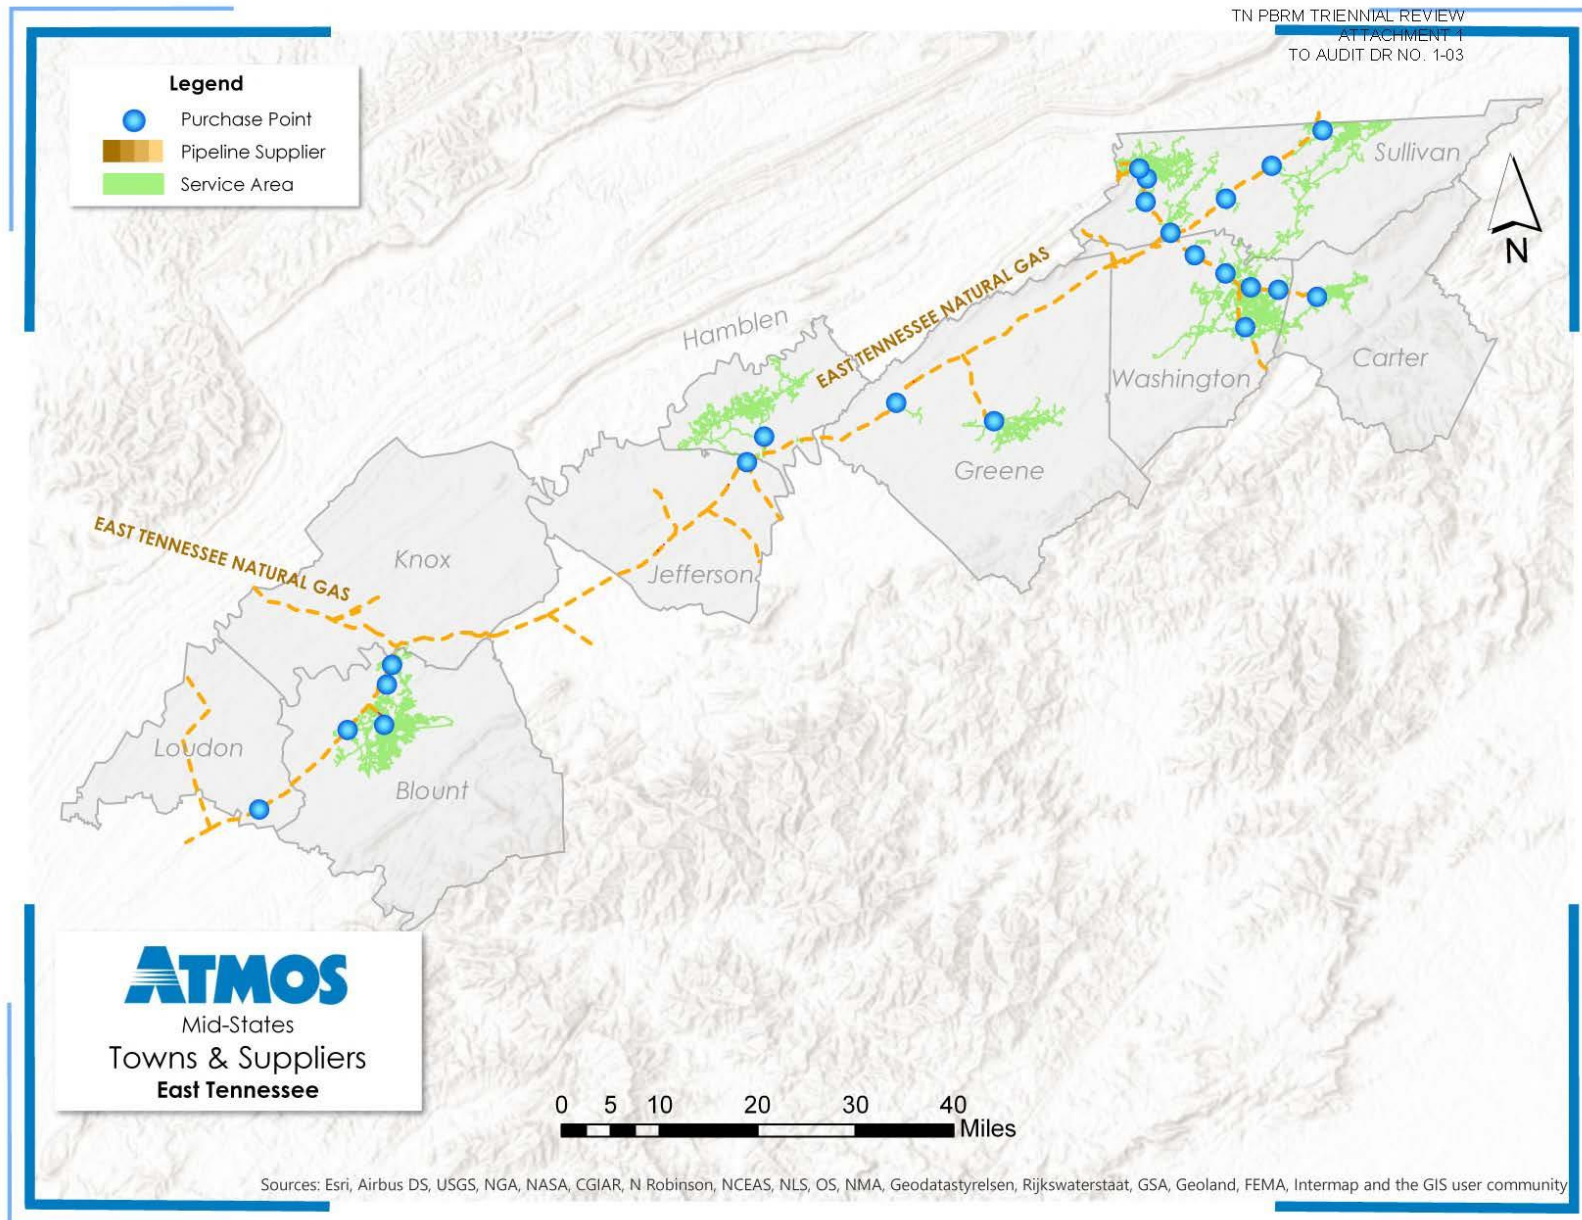 TN PBRM TRIENNIAL REVIEW
ATTACHMENT 1
TO AUDIT DR NO. 1-03
Legend
Purchase Point
Pipeline Supplier
Service Area
Sullivan
N
EAST TENNESSEE NATURAL GAS
Hamblen
Carter
Washington
Greene
EAST TENNESSEE NATURAL GAS
Knox
Jefferson
Loudon
Blount
ATMOS
Mid-States
Towns & Suppliers
East Tennessee
0 5 10 20 30 40
Miles
Sources: Esri, Airbus DS, USGS, NGA, NASA, CGIAR, N Robinson, NCEAS, NLS, OS, NMA, Geodatastyrelsen, Rijkswaterstaat, GSA, Geoland, FEMA, Intermap and the GIS user community